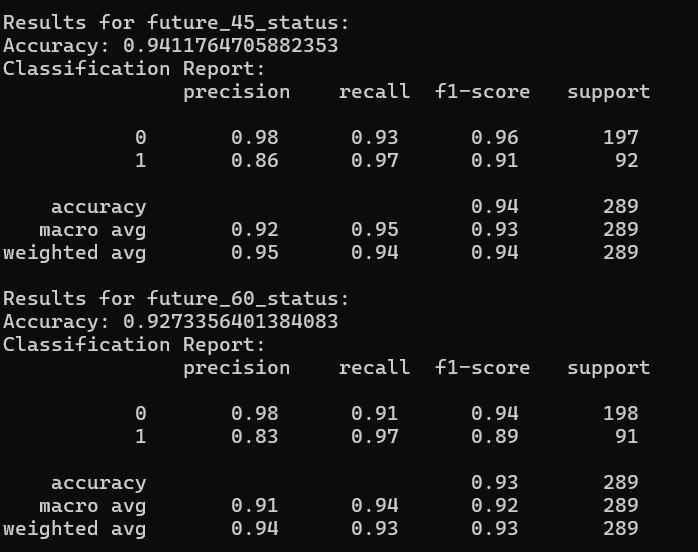 Results for future_45_status:
Accuracy: 0.9411764705882353
Classification Report:
              precision    recall  f1-score   support

           0       0.98      0.93      0.96       197
           1       0.86      0.97      0.91        92

    accuracy                           0.94       289
   macro avg       0.92      0.95      0.93       289
weighted avg       0.95      0.94      0.94       289

Results for future_60_status:
Accuracy: 0.9273356401384083
Classification Report:
              precision    recall  f1-score   support

           0       0.98      0.91      0.94       198
           1       0.83      0.97      0.89        91

    accuracy                           0.93       289
   macro avg       0.91      0.94      0.92       289
weighted avg       0.94      0.93      0.93       289